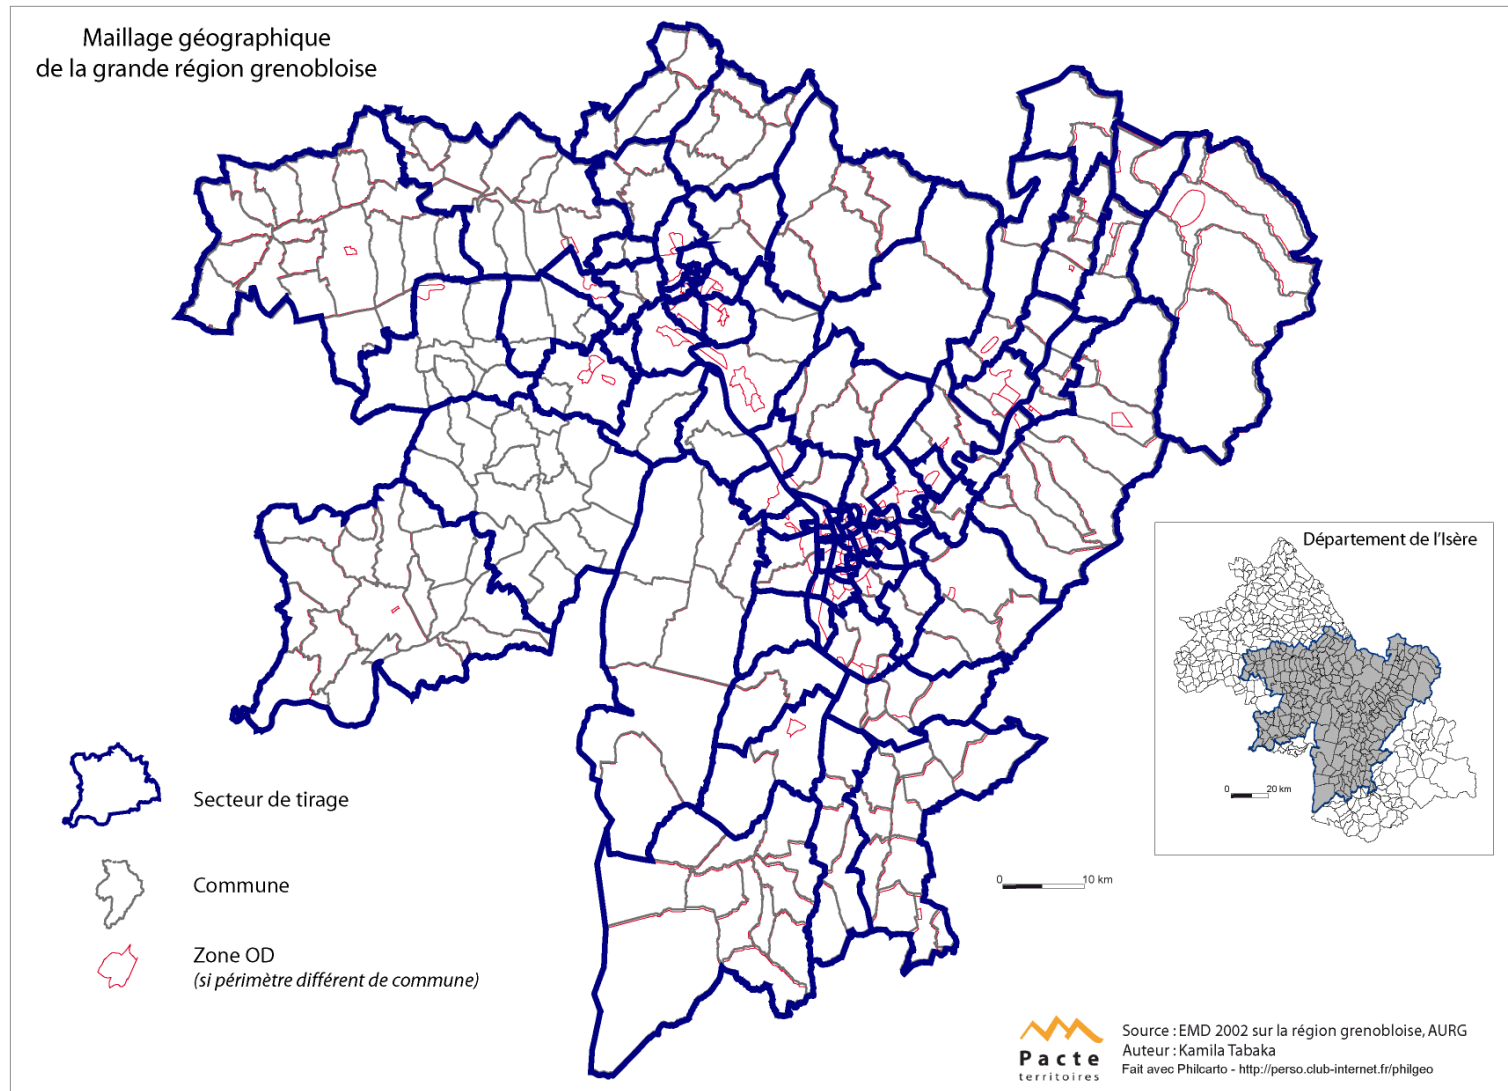 Maillage géographique
de la grande région grenobloise
Département de l'Isère
0 20 km
Secteur de tirage
Commune
Zone OD
(si périmètre différent de commune)
0 10 km
Pacte
territoires
Source : EMD 2002 sur la région grenobloise, AURG
Auteur : Kamila Tabaka
Fait avec Philcarto - http://perso.club-internet.fr/philgeo